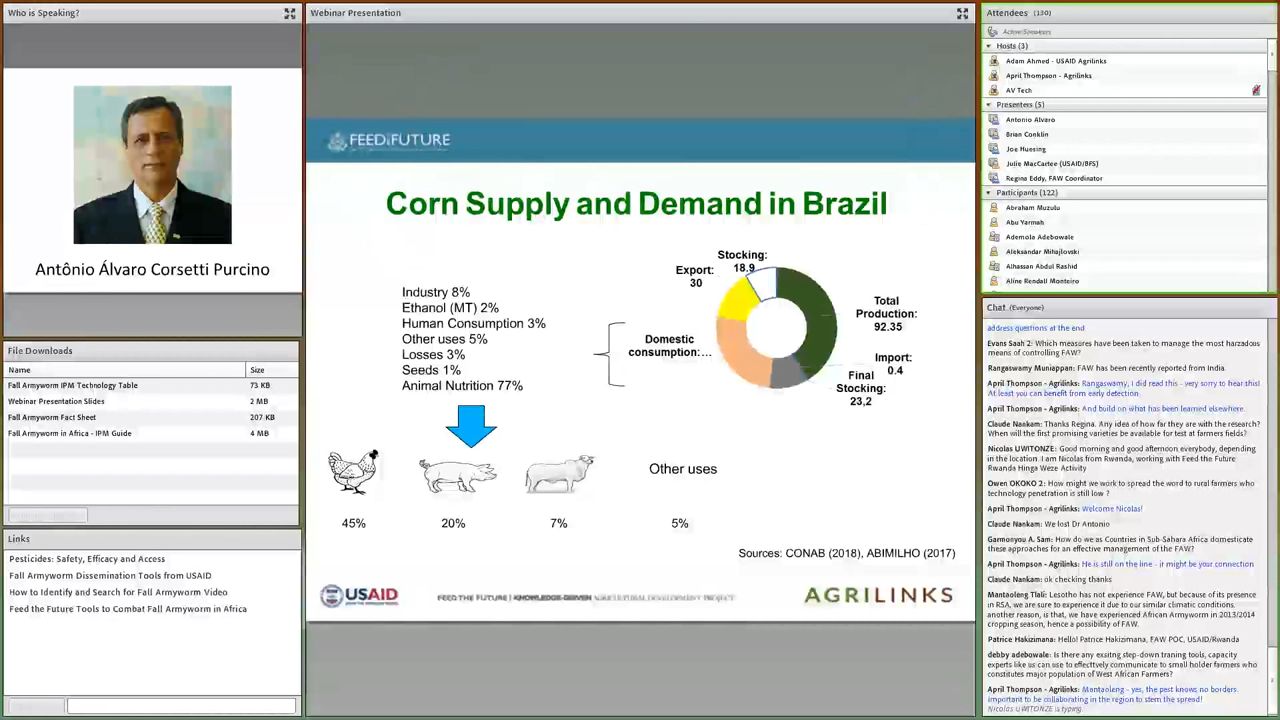 Who is Speaking?
Antônio Álvaro Corsetti Purcino
File Downloads
Name Size
Fall Armyworm IPM Technology Table 73 KB
Webinar Presentation Slides 2 MB
Fall Armyworm Fact Sheet 207 KB
Fall Armyworm in Africa - IPM Guide 4 MB
Links
Pesticides: Safety, Efficacy and Access
Fall Armyworm Dissemination Tools from USAID
How to Identify and Search for Fall Armyworm Video
Feed the Future Tools to Combat Fall Armyworm in Africa
Webinar Presentation
FEEDtheFUTURE
Corn Supply and Demand in Brazil
Industry 8%
Ethanol (MT) 2%
Human Consumption 3%
Other uses 5%
Losses 3%
Seeds 1%
Animal Nutrition 77%
Stocking:
18.9
Export:
30
Domestic
consumption:...
Total
Production:
92.35
Import:
0.4
Final
Stocking:
23,2
Other uses
45% 20% 7% 5%
Sources: CONAB (2018), ABIMILHO (2017)
USAID
FEED THE FUTURE | KNOWLEDGE-DRIVEN AGRICULTURAL DEVELOPMENT PROJECT
AGRILINKS
Attendees (130)
Active Speakers
Hosts (3)
Adam Ahmed - USAID Agrilinks
April Thompson - Agrilinks
AV Tech
Presenters (5)
Antonio Alvaro
Brian Conklin
Joe Huesing
Julie MacCartee (USAID/BFS)
Regina Eddy, FAW Coordinator
Participants (122)
Abraham Muzulu
Abu Yarmah
Ademola Adebowale
Aleksandar Mihajlovski
Alhassan Abdul Rashid
Aline Rendall Monteiro
Chat (Everyone)
address questions at the end
Evans Saah 2: Which measures have been taken to manage the most harzadous
means of controlling FAW?
Rangaswamy Muniappan: FAW has been recently reported from India.
April Thompson - Agrilinks: Rangaswamy, I did read this - very sorry to hear this!
At least you can benefit from early detection.
April Thompson - Agrilinks: And build on what has been learned elsewhere.
Claude Nankam: Thanks Regina. Any idea of how far they are with the research?
When will the first promising varieties be available for test at farmers fields?
Nicolas UWITONZE: Good morning and good afternoon everybody, depending
in the location. I am Nicolas from Rwanda, working with Feed the Future
Rwanda Hinga Weze Activity
Owen OKOKO 2: How might we work to spread the word to rural farmers who
technology penetration is still low ?
April Thompson - Agrilinks: Welcome Nicolas!
Claude Nankam: We lost Dr Antonio
Garmonyou A. Sam: How do we as Countries in Sub-Sahara Africa domesticate
these approaches for an effective management of the FAW?
April Thompson - Agrilinks: He is still on the line - it might be your connection
Claude Nankam: ok checking thanks
Mantaoleng Tlali: Lesotho has not experience FAW, but because of its presence
in RSA, we are sure to experience it due to our similar climatic conditions.
another reason, is that, we have experienced African Armyworm in 2013/2014
cropping season, hence a possibility of FAW.
Patrice Hakizimana: Hello! Patrice Hakizimana, FAW POC, USAID/Rwanda
debby adebowale: Is there any exsitng step-down traning tools, capacity
experts like us can use to effecttvely communicate to small holder farmers who
constitutes major population of West African Farmers?
April Thompson - Agrilinks: Mantaoleng - yes, the pest knows no borders.
Important to be collaborating in the region to stem the spread!
Nicolas UWITONZE is typing.